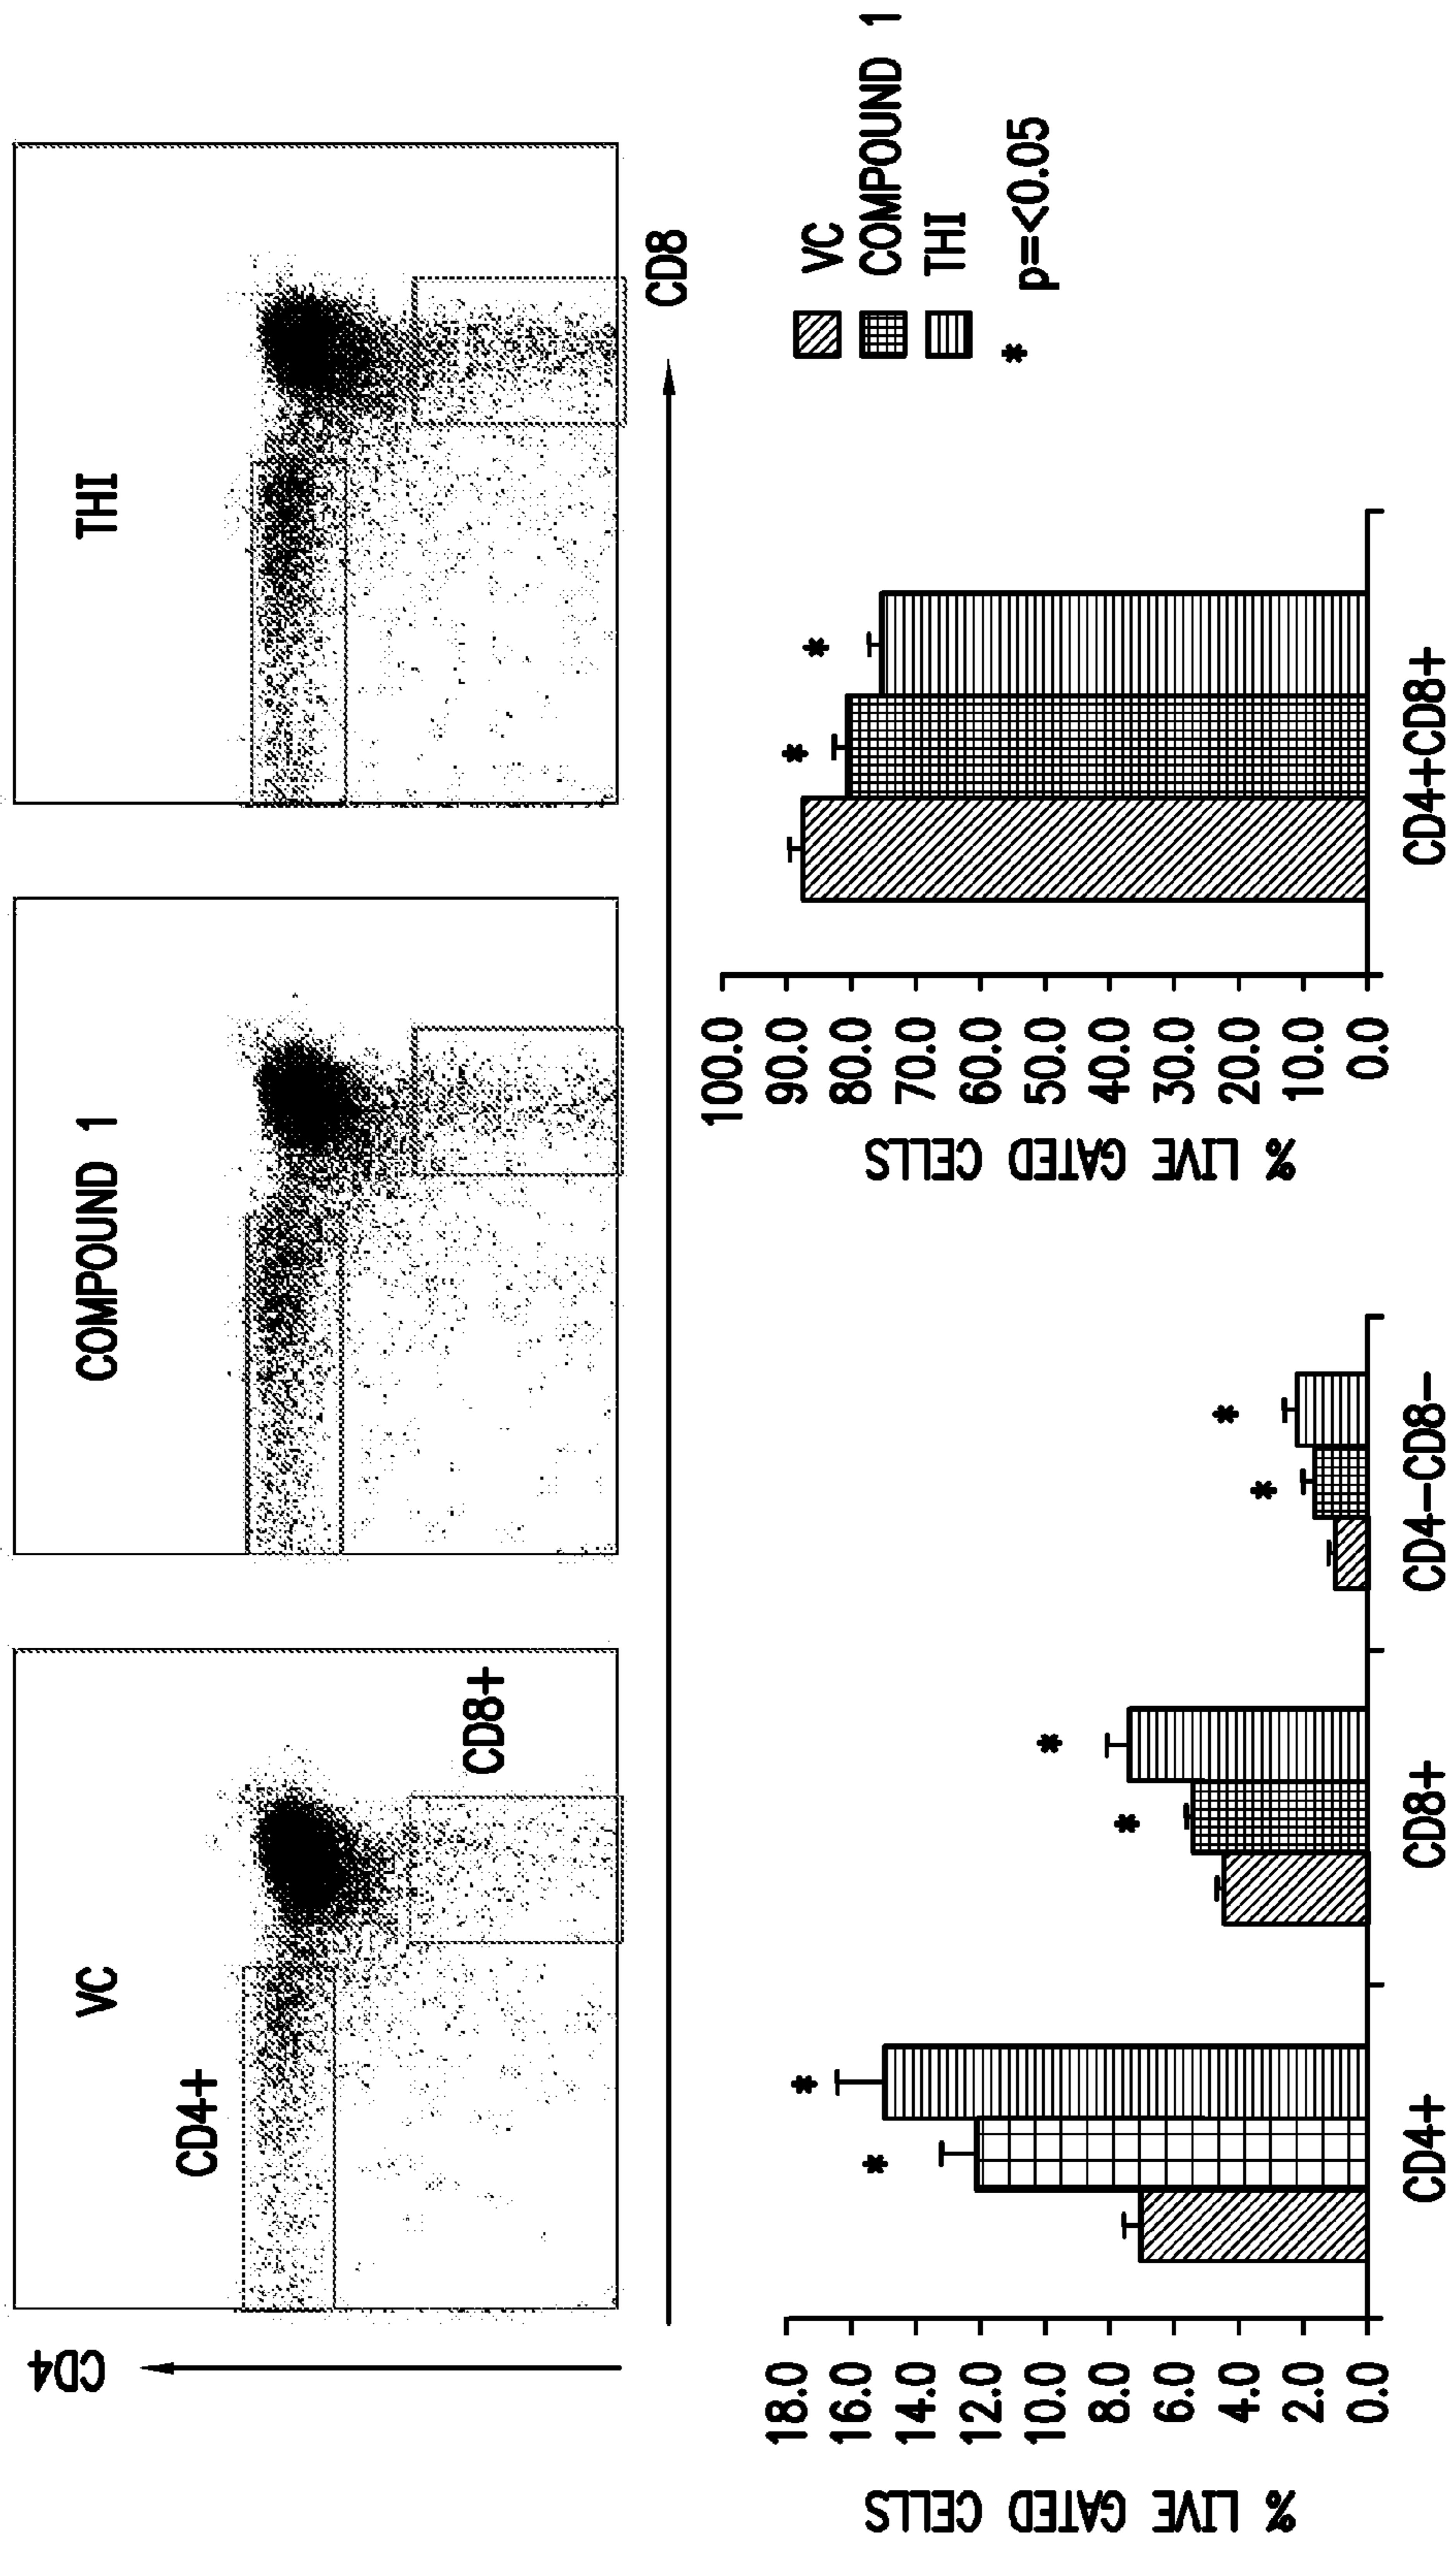 VC
COMPOUND 1
THI
CD4
CD4+
CD8+
CD8
% LIVE GATED CELLS
18.0
16.0
14.0
12.0
10.0
8.0
6.0
4.0
2.0
0.0
CD4+
CD8+
CD4-CD8-
% LIVE GATED CELLS
100.0
90.0
80.0
70.0
60.0
50.0
40.0
30.0
20.0
10.0
0.0
CD4+CD8+
VC
COMPOUND 1
THI
* p=<0.05
*
*
*
*
*
*
*
*